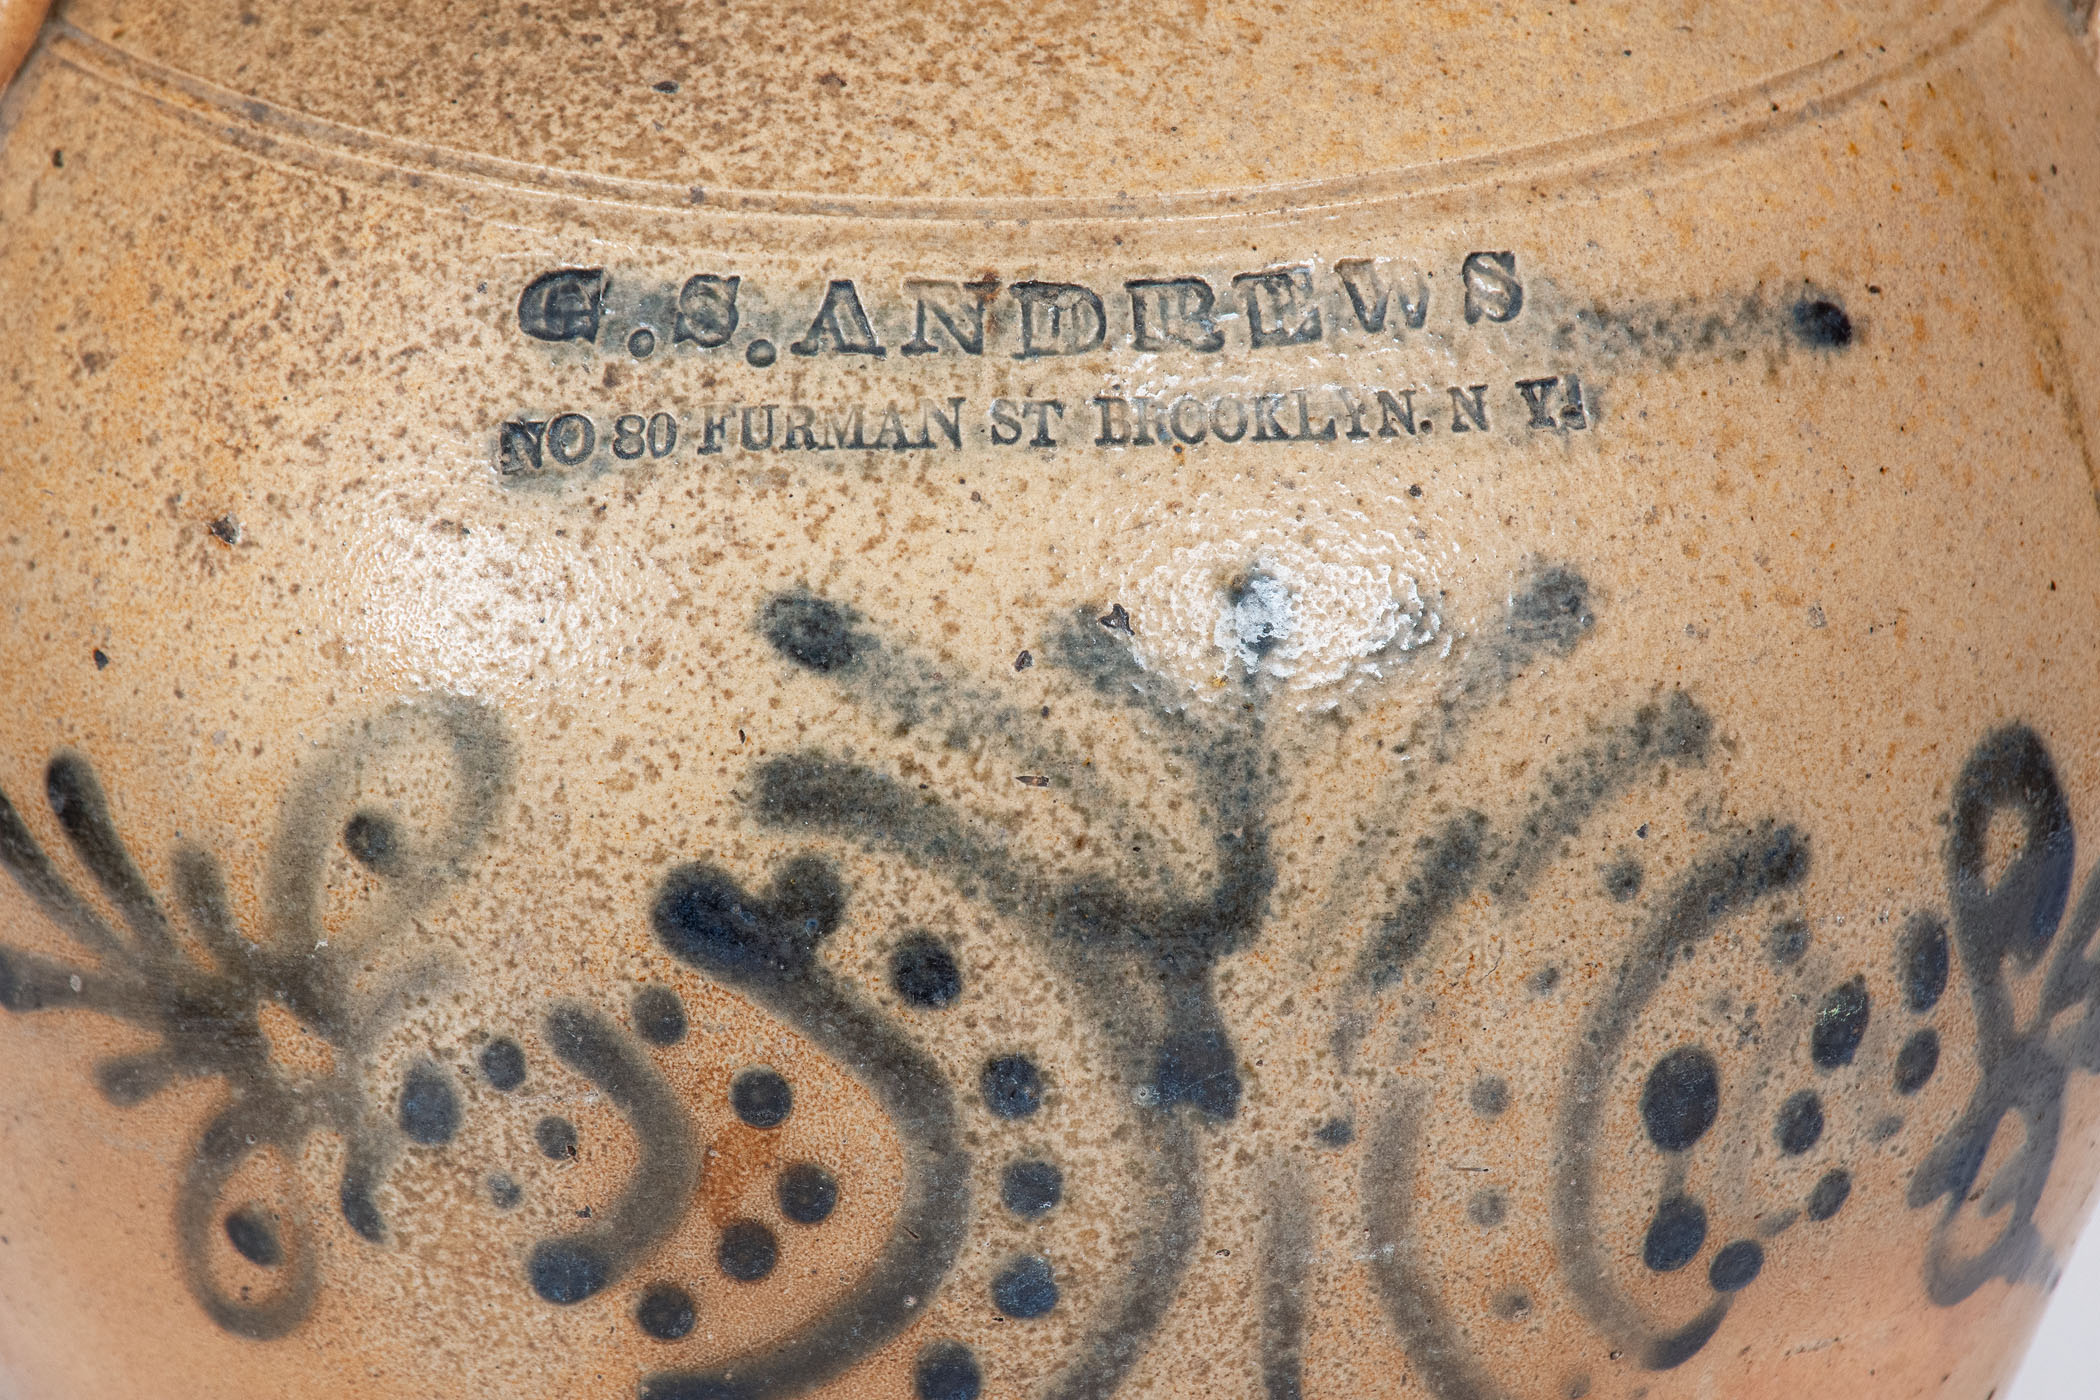 G.S.ANDREWS
NO 80 FURMAN ST BROOKLYN. N Y.